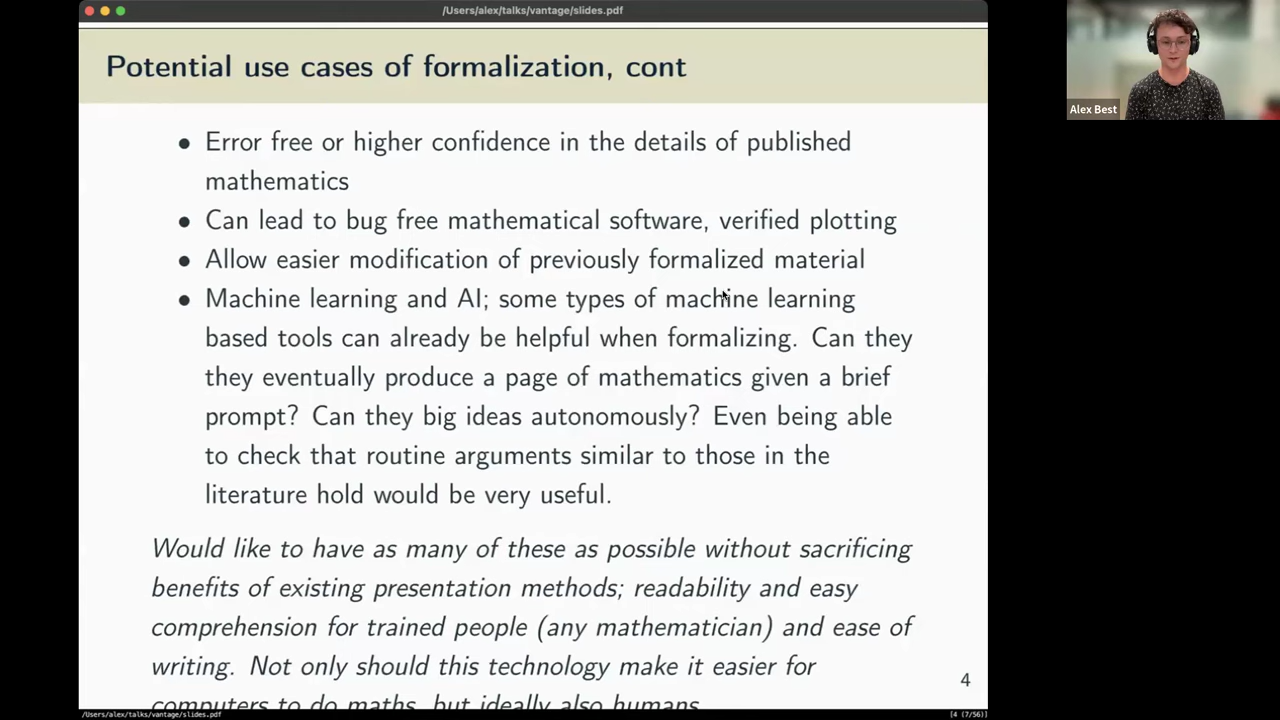 /Users/alex/talks/vantage/slides.pdf
Potential use cases of formalization, cont
• Error free or higher confidence in the details of published
mathematics
• Can lead to bug free mathematical software, verified plotting
• Allow easier modification of previously formalized material
• Machine learning and AI; some types of machine learning
based tools can already be helpful when formalizing. Can they
they eventually produce a page of mathematics given a brief
prompt? Can they big ideas autonomously? Even being able
to check that routine arguments similar to those in the
literature hold would be very useful.
Would like to have as many of these as possible without sacrificing
benefits of existing presentation methods; readability and easy
comprehension for trained people (any mathematician) and ease of
writing. Not only should this technology make it easier for
computers to do maths, but ideally also humans.
4
/Users/alex/talks/vantage/slides.pdf
[4 (7/56)]
Alex Best